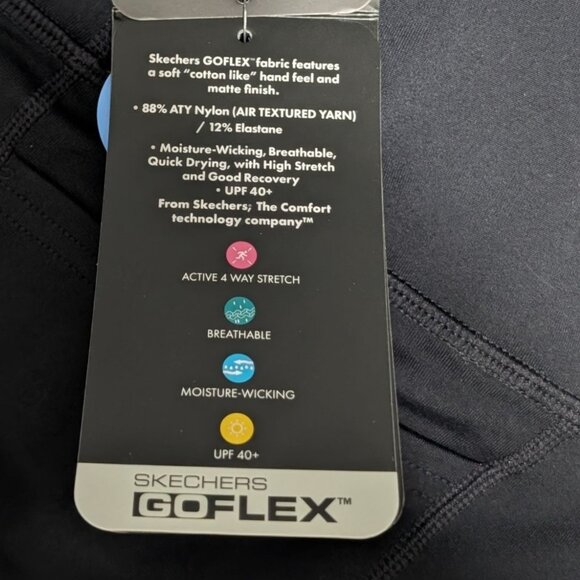 Skechers GOFLEX™ fabric features
a soft "cotton like" hand feel and
matte finish.
• 88% ATY Nylon (AIR TEXTURED YARN)
/ 12% Elastane
• Moisture-Wicking, Breathable,
Quick Drying, with High Stretch
and Good Recovery
• UPF 40+
From Skechers; The Comfort
technology company™
ACTIVE 4 WAY STRETCH
BREATHABLE
MOISTURE-WICKING
UPF 40+
SKECHERS
GOFLEX™